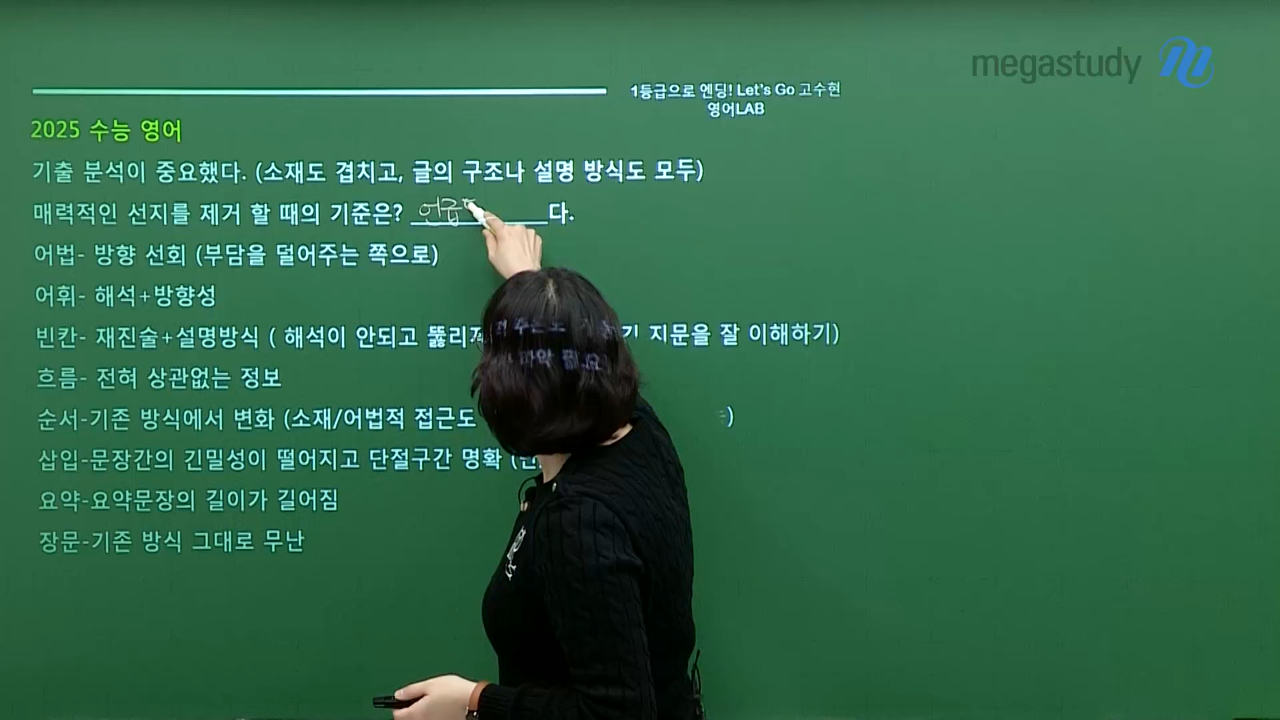 megastudy
1등급으로 엔딩! Let's Go 고수현
영어LAB
2025 수능 영어
기출 분석이 중요했다. (소재도 겹치고, 글의 구조나 설명 방식도 모두)
매력적인 선지를 제거 할 때의 기준은? 언급 다.
어법- 방향 선회 (부담을 덜어주는 쪽으로)
어휘- 해석+방향성
빈칸- 재진술+설명방식 ( 해석이 안되고 뚫리 지문을 잘 이해하기)
흐름- 전혀 상관없는 정보
순서-기존 방식에서 변화 (소재/어법적 접근도 )
삽입-문장간의 긴밀성이 떨어지고 단절구간 명확
요약-요약문장의 길이가 길어짐
장문-기존 방식 그대로 무난